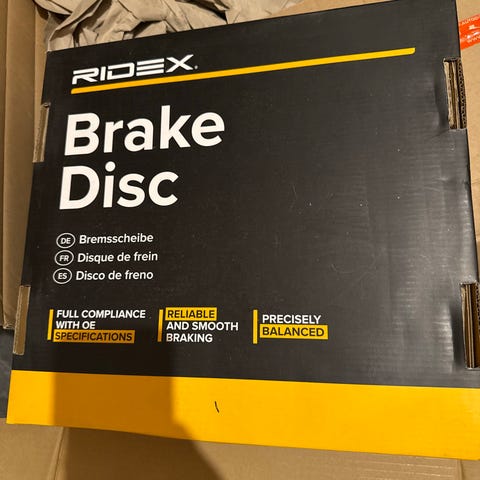 RIDEX®
Brake
Disc
DE Bremsscheibe
FR Disque de frein
ES Disco de freno
FULL COMPLIANCE
WITH OE
SPECIFICATIONS
RELIABLE
AND SMOOTH
BRAKING
PRECISELY
BALANCED